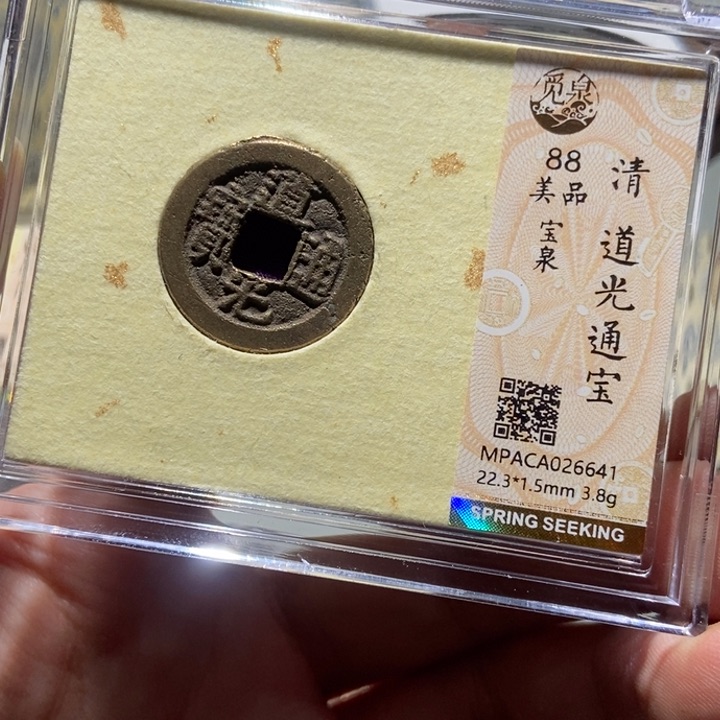 觅泉
88
美品
宝泉
清
道光通宝
MPACA026641
22.3*1.5mm 3.8g
SPRING SEEKING
道光通寶